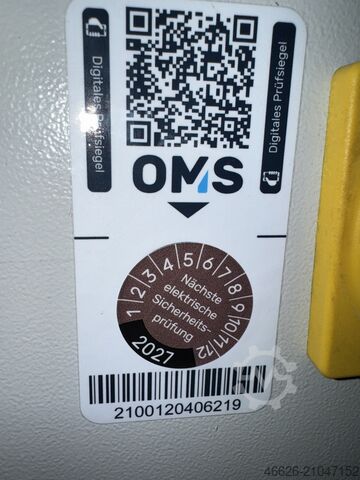 Digitales Prüfsiegel
Digitales Prüfsiegel
OMS
1 2 3 4 5 6 7 8 9 10 11 12
Nächste
elektrische
Sicherheits-
prüfung
2027
2100120406219
46626-21047152